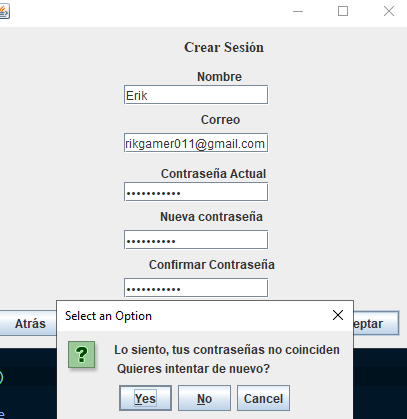 Crear Sesión
Nombre
Erik
Correo
rikgamer011@gmail.com
Contraseña Actual
•••••••••••
Nueva contraseña
••••••••••
Confirmar Contraseña
•••••••••••
Atrás
eptar
Select an Option
Lo siento, tus contraseñas no coinciden
Quieres intentar de nuevo?
Yes No Cancel
)
e